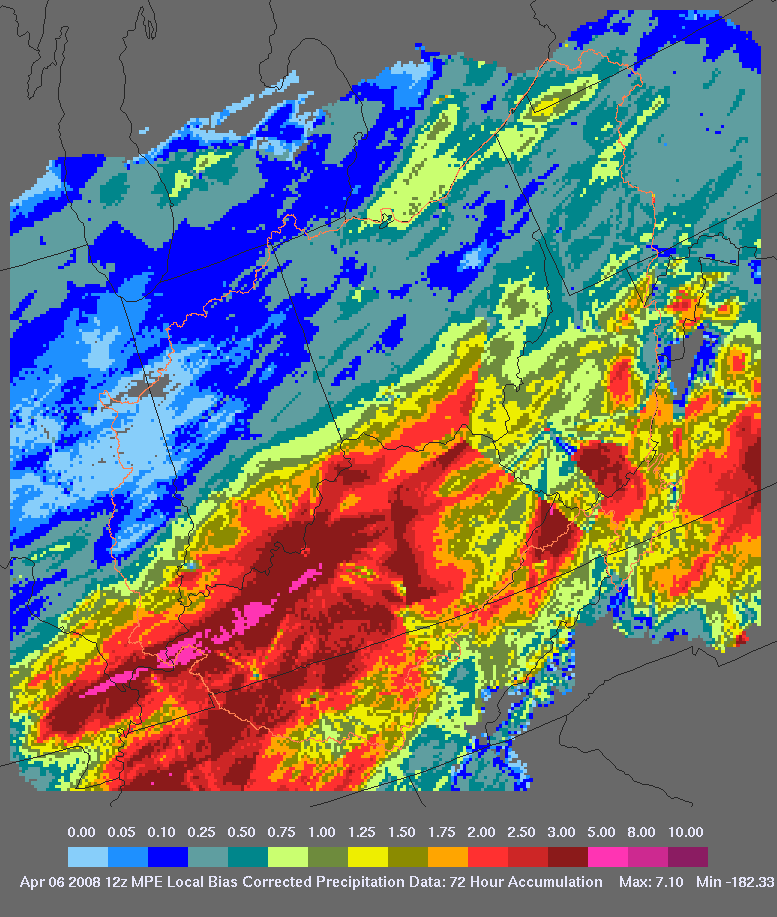 0.00 0.05 0.10 0.25 0.50 0.75 1.00 1.25 1.50 1.75 2.00 2.50 3.00 5.00 8.00 10.00
Apr 06 2008 12z MPE Local Bias Corrected Precipitation Data: 72 Hour Accumulation Max: 7.10 Min -182.33